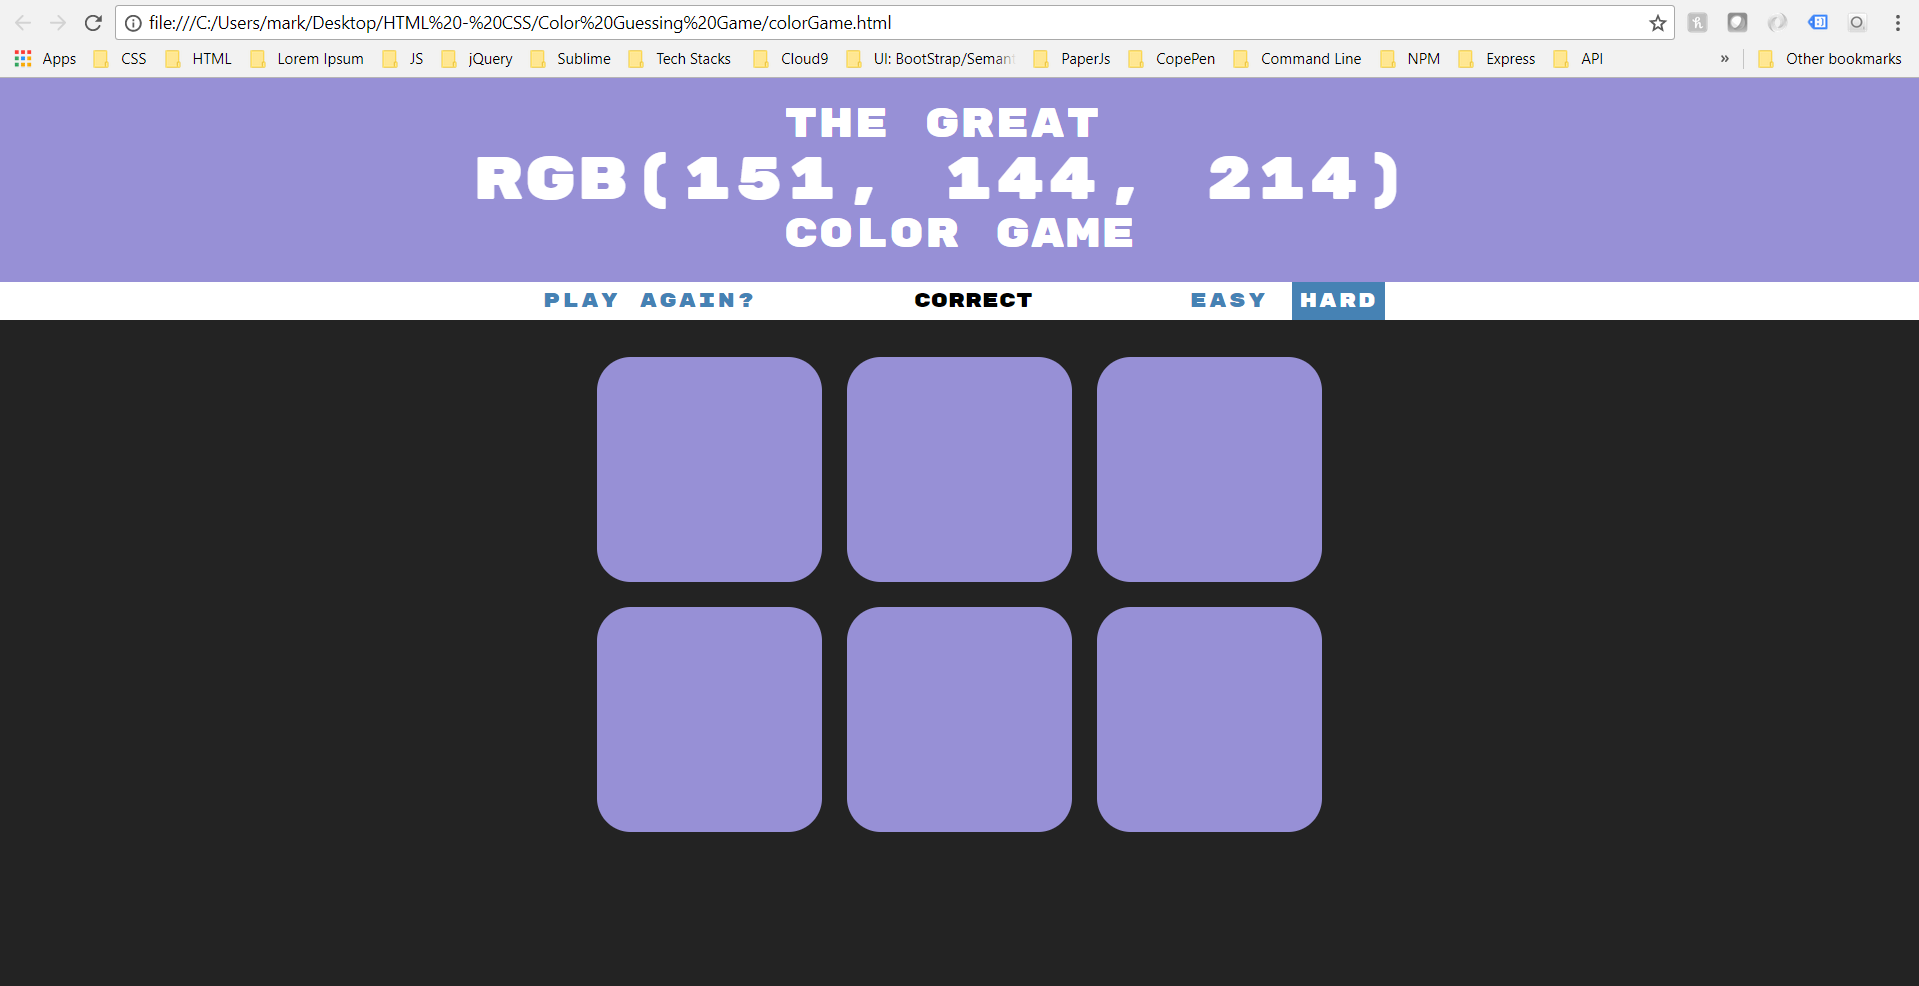 file:///C:/Users/mark/Desktop/HTML%20-%20CSS/Color%20Guessing%20Game/colorGame.html
Apps CSS HTML Lorem Ipsum JS jQuery Sublime Tech Stacks Cloud9 UI: BootStrap/Semant PaperJs CopePen Command Line NPM Express API » Other bookmarks
THE GREAT
RGB(151, 144, 214)
COLOR GAME
PLAY AGAIN? CORRECT EASY HARD